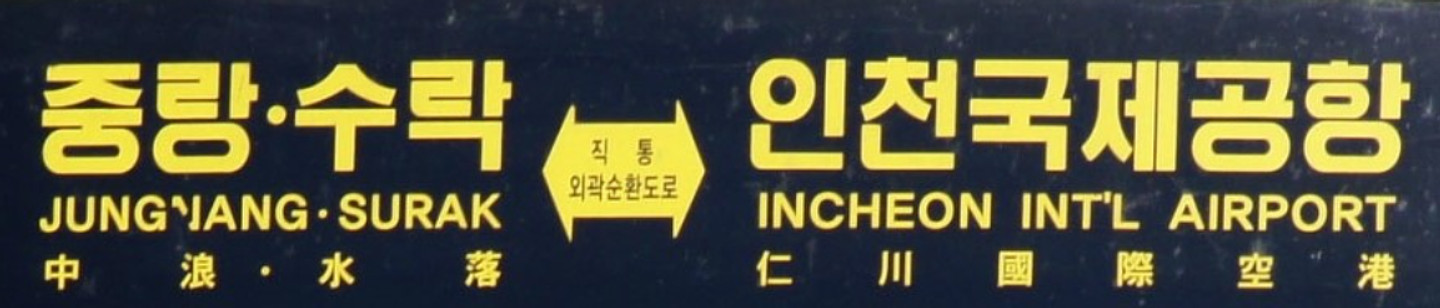 중랑·수락
JUNGNANG·SURAK
中浪·水落
직통
외곽순환도로
인천국제공항
INCHEON INT'L AIRPORT
仁川國際空港